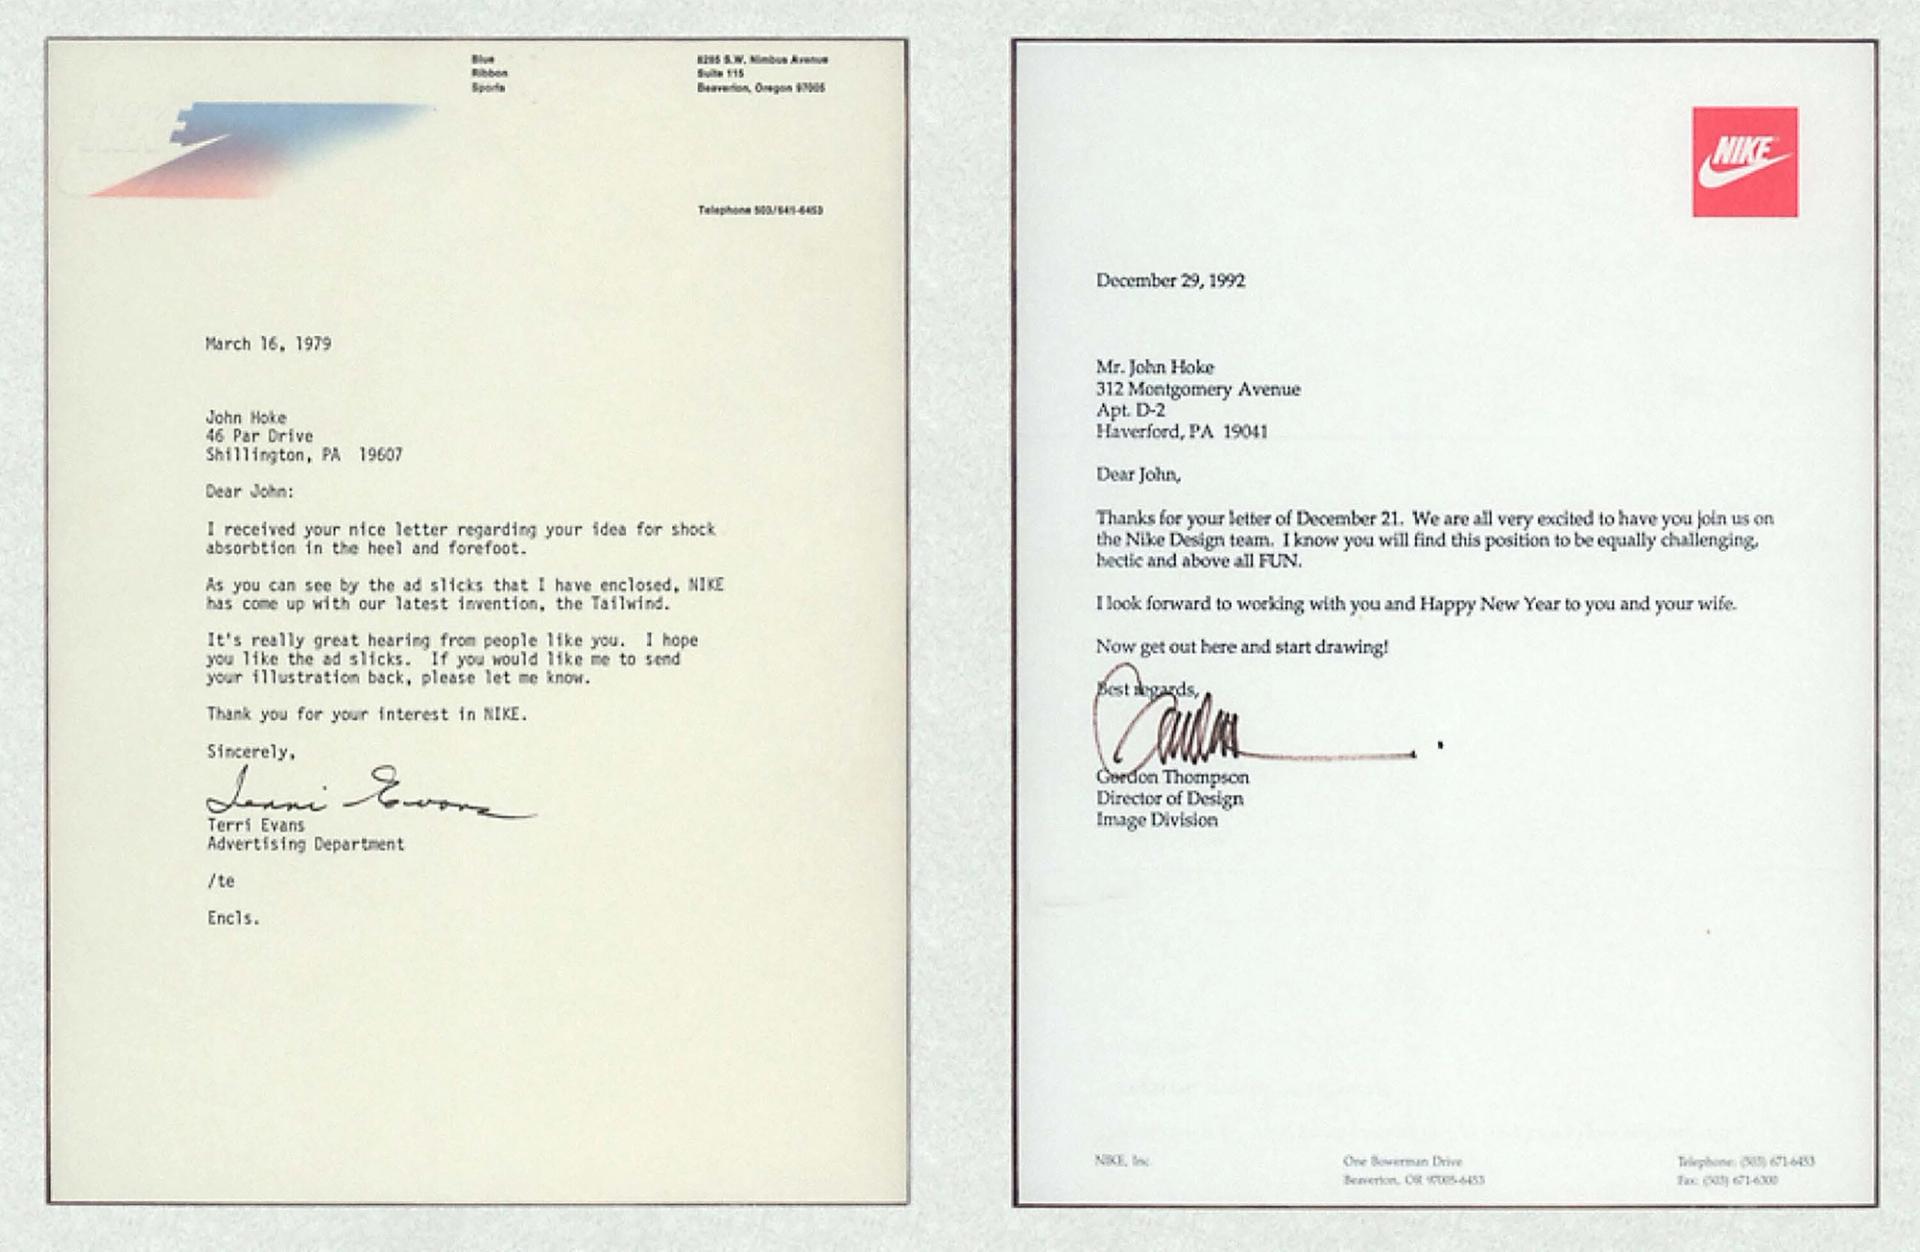 Blue
Ribbon
Sports
8285 S.W. Nimbus Avenue
Suite 115
Beaverton, Oregon 97005
Telephone 503/641-6453
March 16, 1979
John Hoke
46 Par Drive
Shillington, PA 19607
Dear John:
I received your nice letter regarding your idea for shock
absorbtion in the heel and forefoot.
As you can see by the ad slicks that I have enclosed, NIKE
has come up with our latest invention, the Tailwind.
It's really great hearing from people like you. I hope
you like the ad slicks. If you would like me to send
your illustration back, please let me know.
Thank you for your interest in NIKE.
Sincerely,
Terri Evans
Terri Evans
Advertising Department
/te
Encls.
NIKE
December 29, 1992
Mr. John Hoke
312 Montgomery Avenue
Apt. D-2
Haverford, PA 19041
Dear John,
Thanks for your letter of December 21. We are all very excited to have you join us on
the Nike Design team. I know you will find this position to be equally challenging,
hectic and above all FUN.
I look forward to working with you and Happy New Year to you and your wife.
Now get out here and start drawing!
Best regards,
Gordon Thompson
Director of Design
Image Division
NIKE, Inc.
One Bowerman Drive
Beaverton, OR 97005-6453
Telephone: (503) 671-6453
Fax: (503) 671-6300